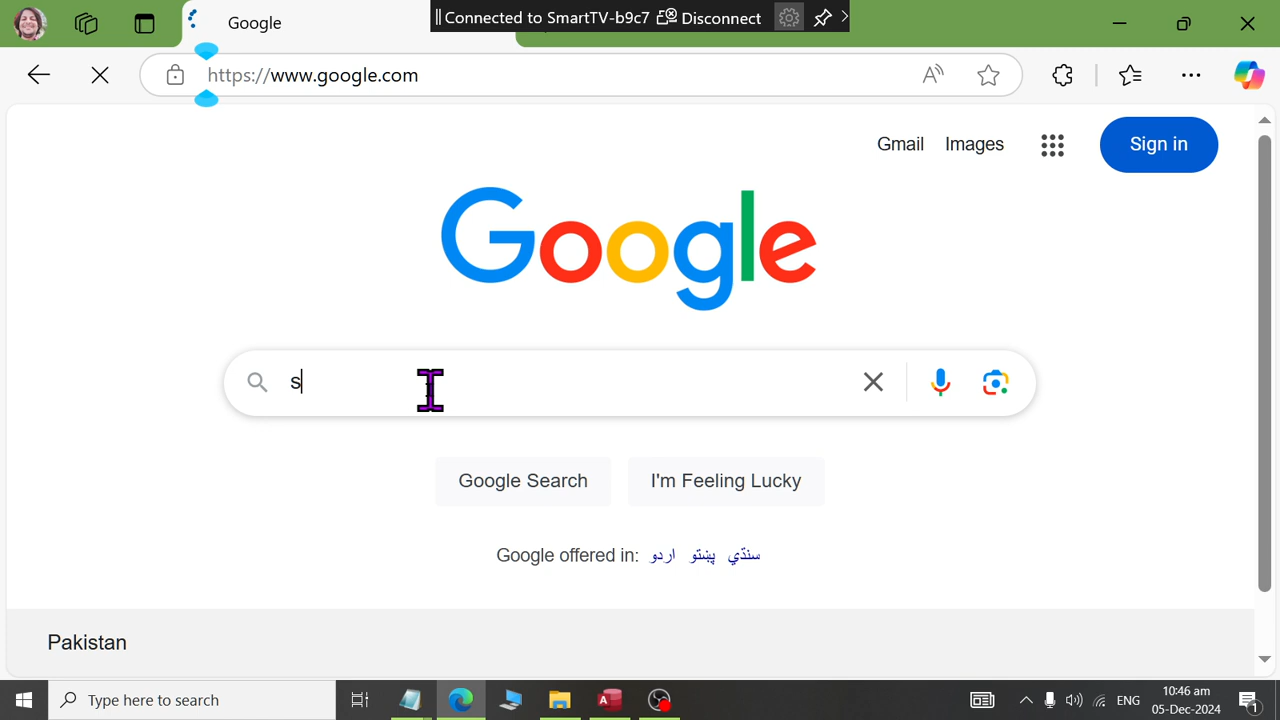 Google
Connected to SmartTV-b9c7 Disconnect
https://www.google.com
Gmail Images Sign in
Google
s
Google Search I'm Feeling Lucky
Google offered in: اردو پښتو سنڌي
Pakistan
Type here to search
ENG
10:46 am
05-Dec-2024
1